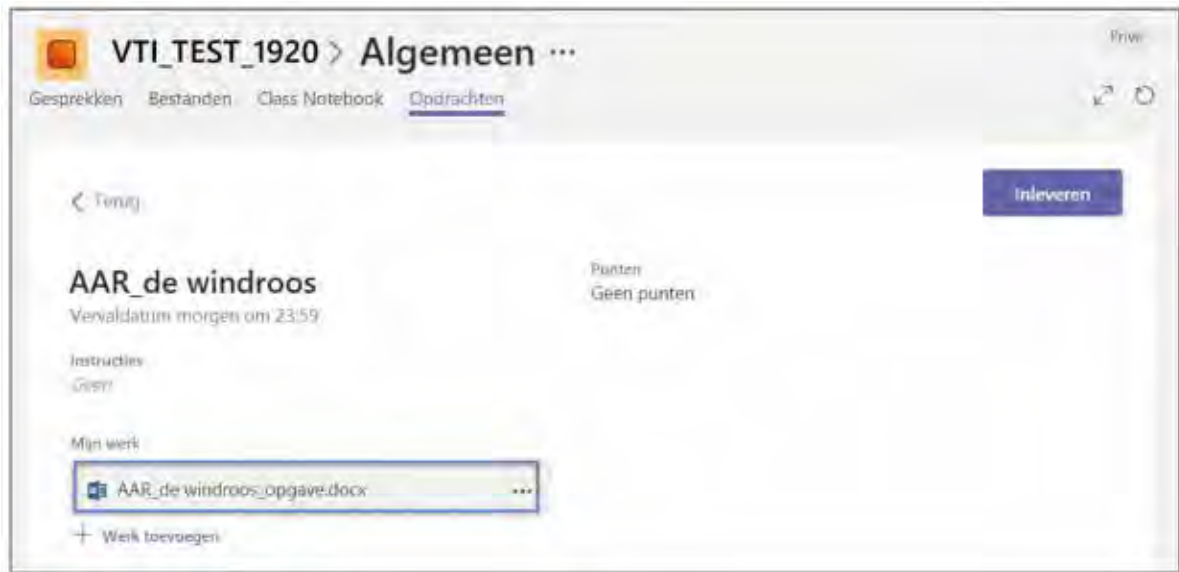 VTI_TEST_1920 > Algemeen ...
Privé
Gesprekken Bestanden Class Notebook Opdrachten
< Terug
Inleveren
AAR_de windroos
Vervaldatum morgen om 23:59
Punten
Geen punten
Instructies
Geen
Mijn werk
AAR_de windroos_opgave.docx ...
+ Werk toevoegen